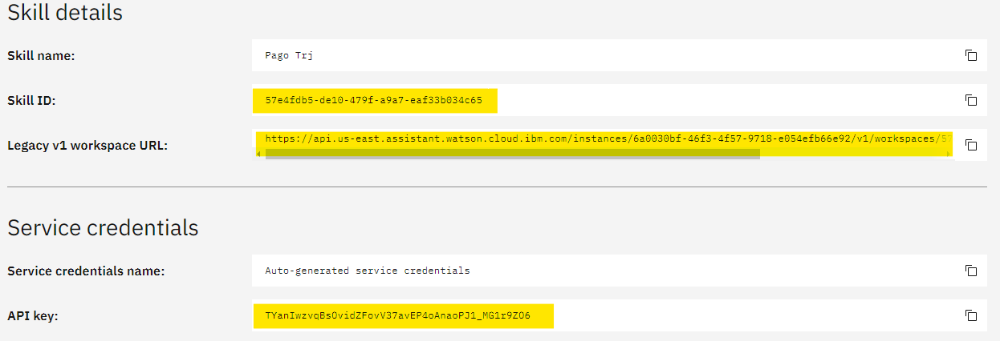 Skill details
Skill name:
Pago Trj
Skill ID:
57e4fdb5-de10-479f-a9a7-eaf33b034c65
Legacy v1 workspace URL:
https://api.us-east.assistant.watson.cloud.ibm.com/instances/6a0030bf-46f3-4f57-9718-e054efb66e92/v1/workspaces/57
Service credentials
Service credentials name:
Auto-generated service credentials
API key:
TYanIwzvqBsOvidZFovV37avEP4oAnaoPJ1_MG1r9ZO6